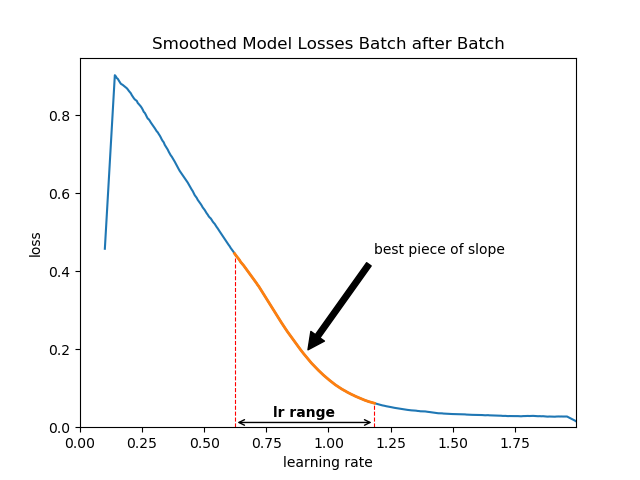 Smoothed Model Losses Batch after Batch
loss
0.8
0.6
0.4
0.2
0.0
best piece of slope
lr range
0.00 0.25 0.50 0.75 1.00 1.25 1.50 1.75
learning rate